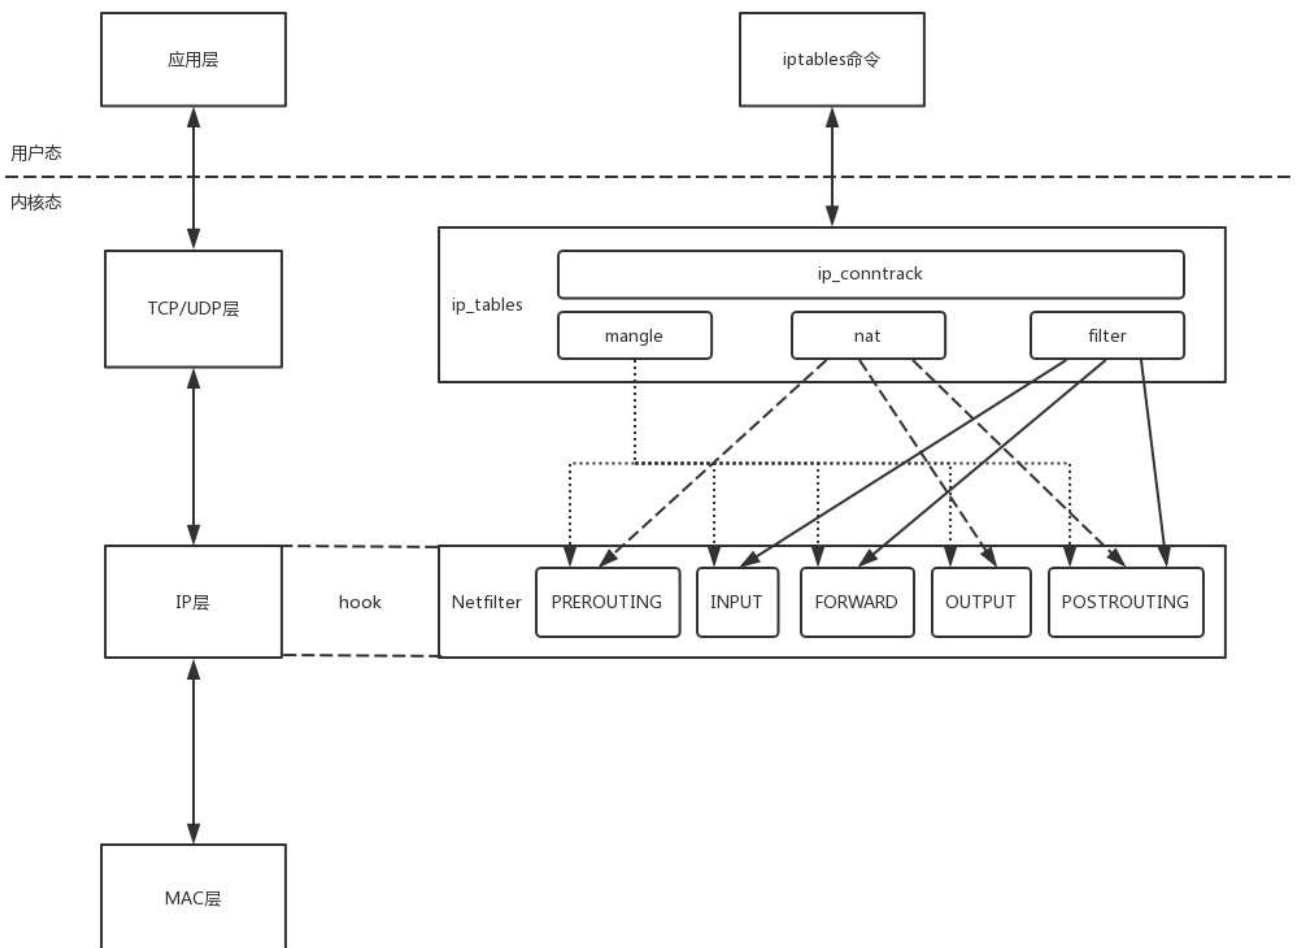 应用层
iptables命令
用户态
内核态
ip_conntrack
TCP/UDP层
ip_tables
mangle
nat
filter
IP层
hook
Netfilter
PREROUTING
INPUT
FORWARD
OUTPUT
POSTROUTING
MAC层